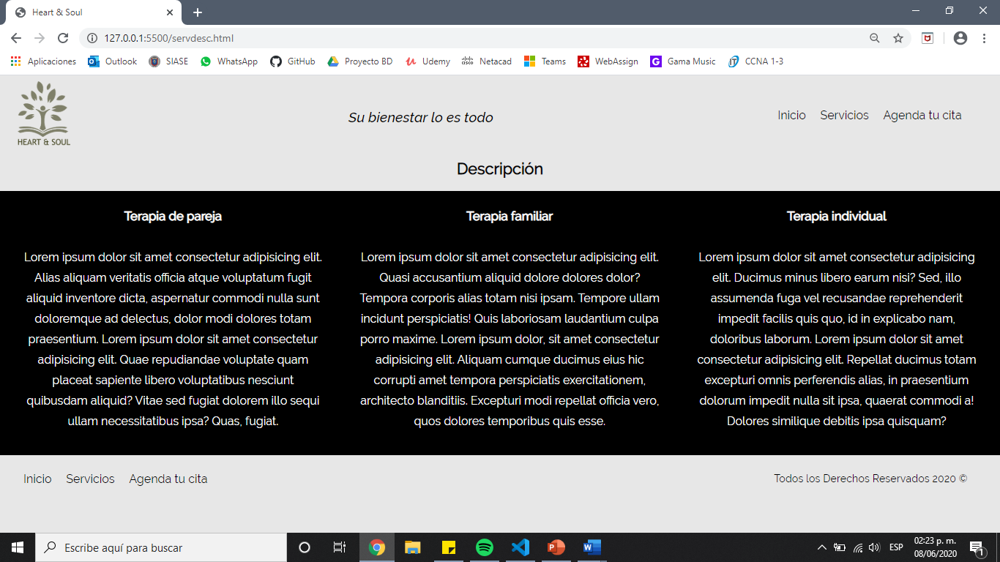 Heart & Soul
127.0.0.1:5500/servdesc.html
Aplicaciones Outlook SIASE WhatsApp GitHub Proyecto BD Udemy Netacad Teams WebAssign Gama Music CCNA 1-3
HEART & SOUL
Su bienestar lo es todo
Inicio Servicios Agenda tu cita
Descripción
Terapia de pareja
Lorem ipsum dolor sit amet consectetur adipisicing elit.
Alias aliquam veritatis officia atque voluptatum fugit
aliquid inventore dicta, aspernatur commodi nulla sunt
doloremque ad delectus, dolor modi dolores totam
praesentium. Lorem ipsum dolor sit amet consectetur
adipisicing elit. Quae repudiandae voluptate quam
placeat sapiente libero voluptatibus nesciunt
quibusdam aliquid? Vitae sed fugiat dolorem illo sequi
ullam necessitatibus ipsa? Quas, fugiat.
Terapia familiar
Lorem ipsum dolor sit amet consectetur adipisicing elit.
Quasi accusantium aliquid dolore dolores dolor?
Tempora corporis alias totam nisi ipsam. Tempore ullam
incidunt perspiciatis! Quis laboriosam laudantium culpa
porro maxime. Lorem ipsum dolor, sit amet consectetur
adipisicing elit. Aliquam cumque ducimus eius hic
corrupti amet tempora perspiciatis exercitationem,
architecto blanditiis. Excepturi modi repellat officia vero,
quos dolores temporibus quis esse.
Terapia individual
Lorem ipsum dolor sit amet consectetur adipisicing
elit. Ducimus minus libero earum nisi? Sed, illo
assumenda fuga vel recusandae reprehenderit
impedit facilis quis quo, id in explicabo nam,
doloribus laborum. Lorem ipsum dolor sit amet
consectetur adipisicing elit. Repellat ducimus totam
excepturi omnis perferendis alias, in praesentium
dolorum impedit nulla sit ipsa, quaerat commodi a!
Dolores similique debitis ipsa quisquam?
Inicio Servicios Agenda tu cita
Todos los Derechos Reservados 2020 ©
Escribe aquí para buscar
ESP
02:23 p. m.
08/06/2020
1